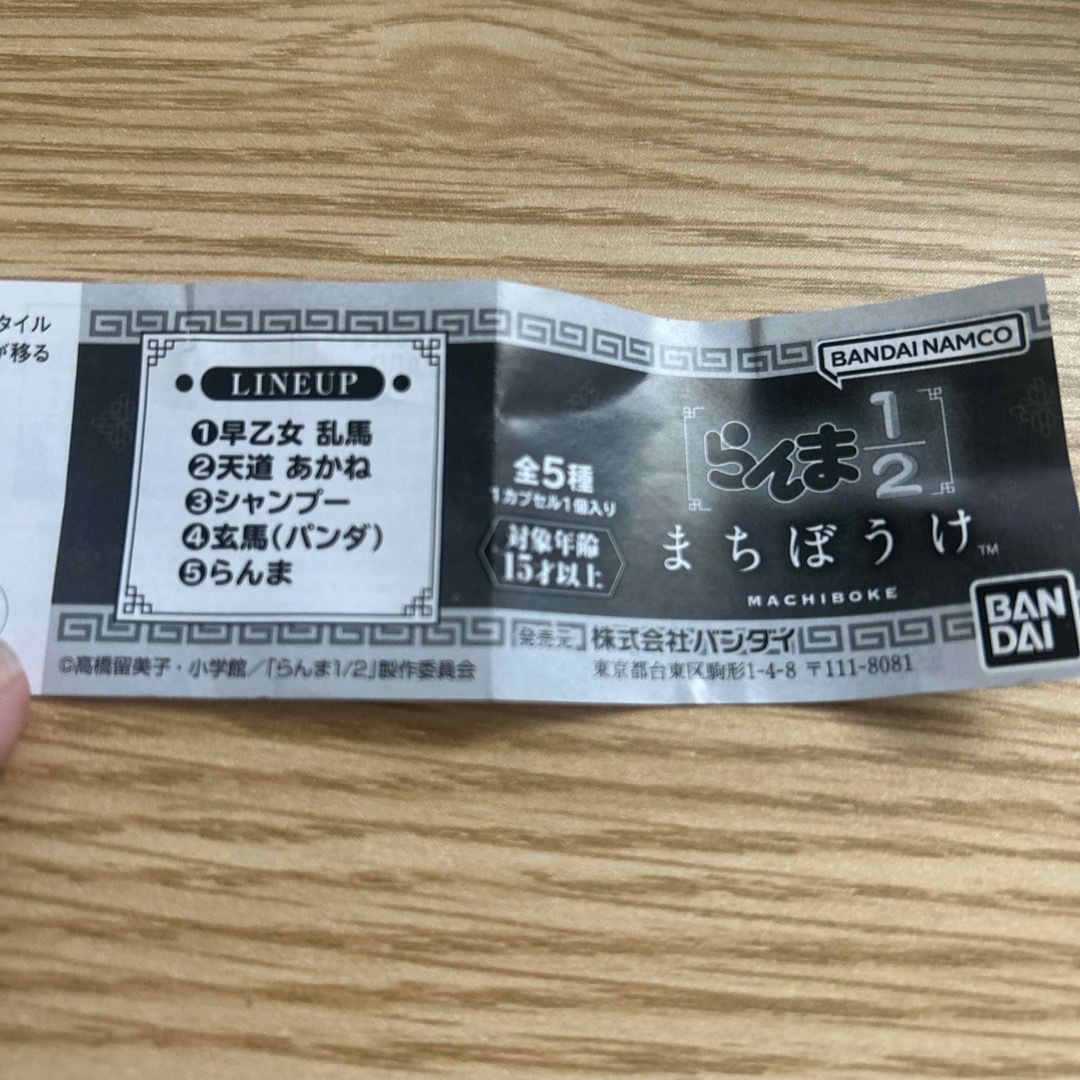 タイル
が移る
LINEUP
❶早乙女 乱馬
❷天道 あかね
❸シャンプー
❹玄馬(パンダ)
❺らんま
©高橋留美子・小学館/「らんま1/2」製作委員会
全5種
1カプセル1個入り
対象年齢
15才以上
BANDAI NAMCO
らんま1/2
まちぼうけ™
MACHIBOKE
発売元 株式会社バンダイ
東京都台東区駒形1-4-8 〒111-8081
BAN
DAI